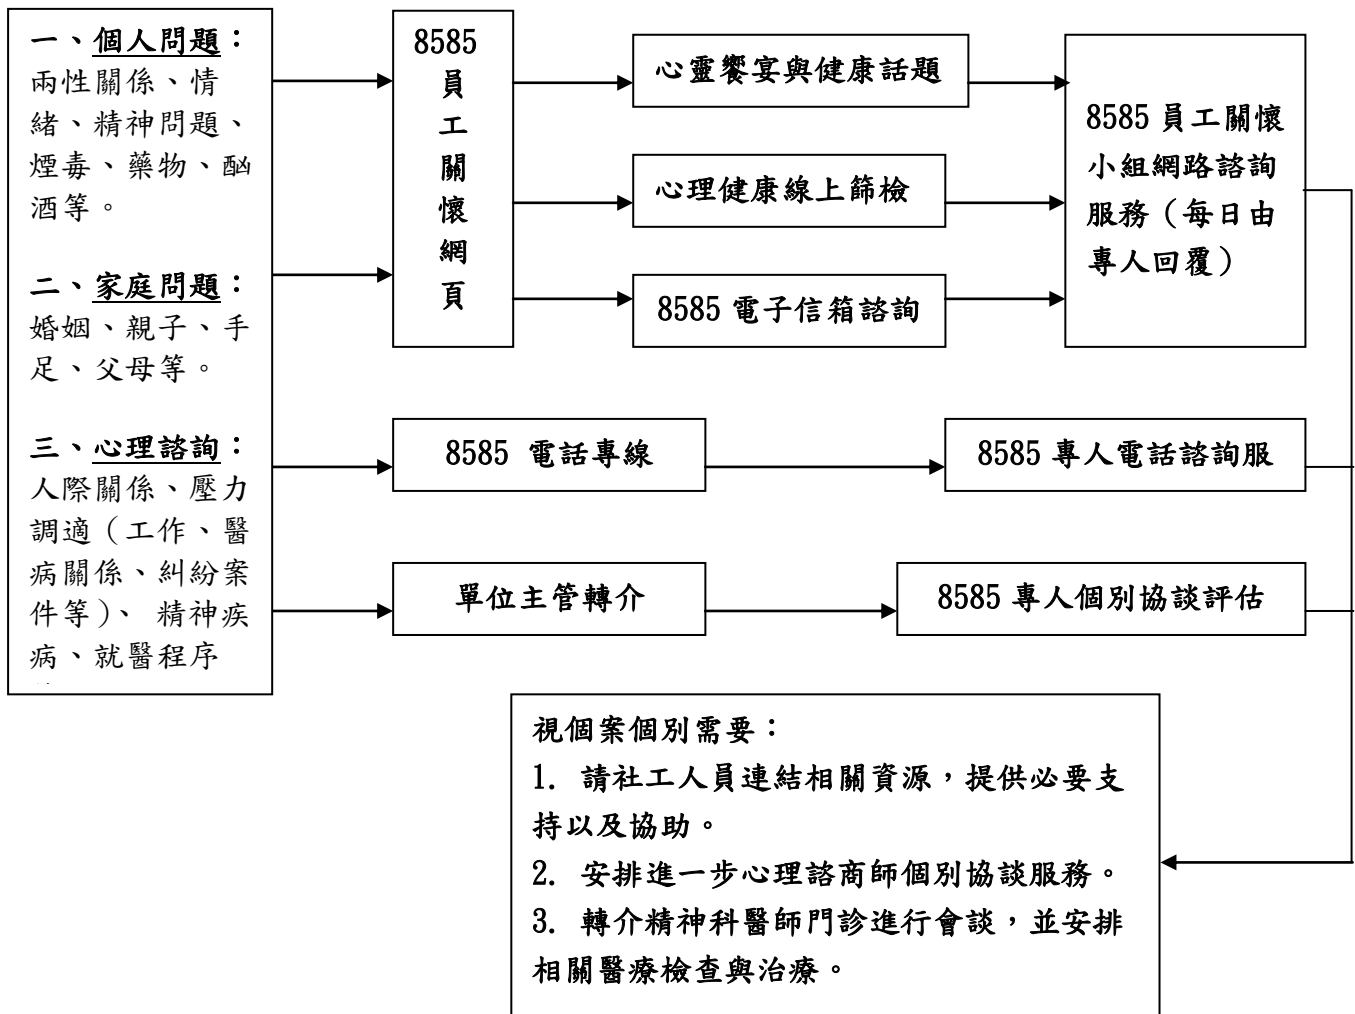 一、個人問題：
兩性關係、情
緒、精神問題、
煙毒、藥物、酗
酒等。
二、家庭問題：
婚姻、親子、手
足、父母等。
三、心理諮詢：
人際關係、壓力
調適（工作、醫
病關係、糾紛案
件等）、 精神疾
病、就醫程序
8585
員
工
關
懷
網
頁
心靈饗宴與健康話題
心理健康線上篩檢
8585 電子信箱諮詢
8585 員工關懷
小組網路諮詢
服務（每日由
專人回覆）
8585 電話專線
8585 專人電話諮詢服
單位主管轉介
8585 專人個別協談評估
視個案個別需要：
1. 請社工人員連結相關資源，提供必要支
持以及協助。
2. 安排進一步心理諮商師個別協談服務。
3. 轉介精神科醫師門診進行會談，並安排
相關醫療檢查與治療。